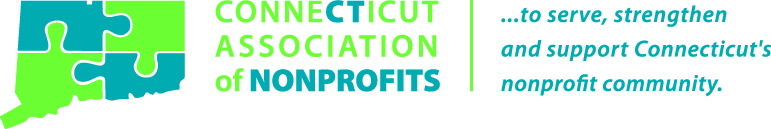 CONNECTICUT
ASSOCIATION
of NONPROFITS
...to serve, strengthen
and support Connecticut's
nonprofit community.